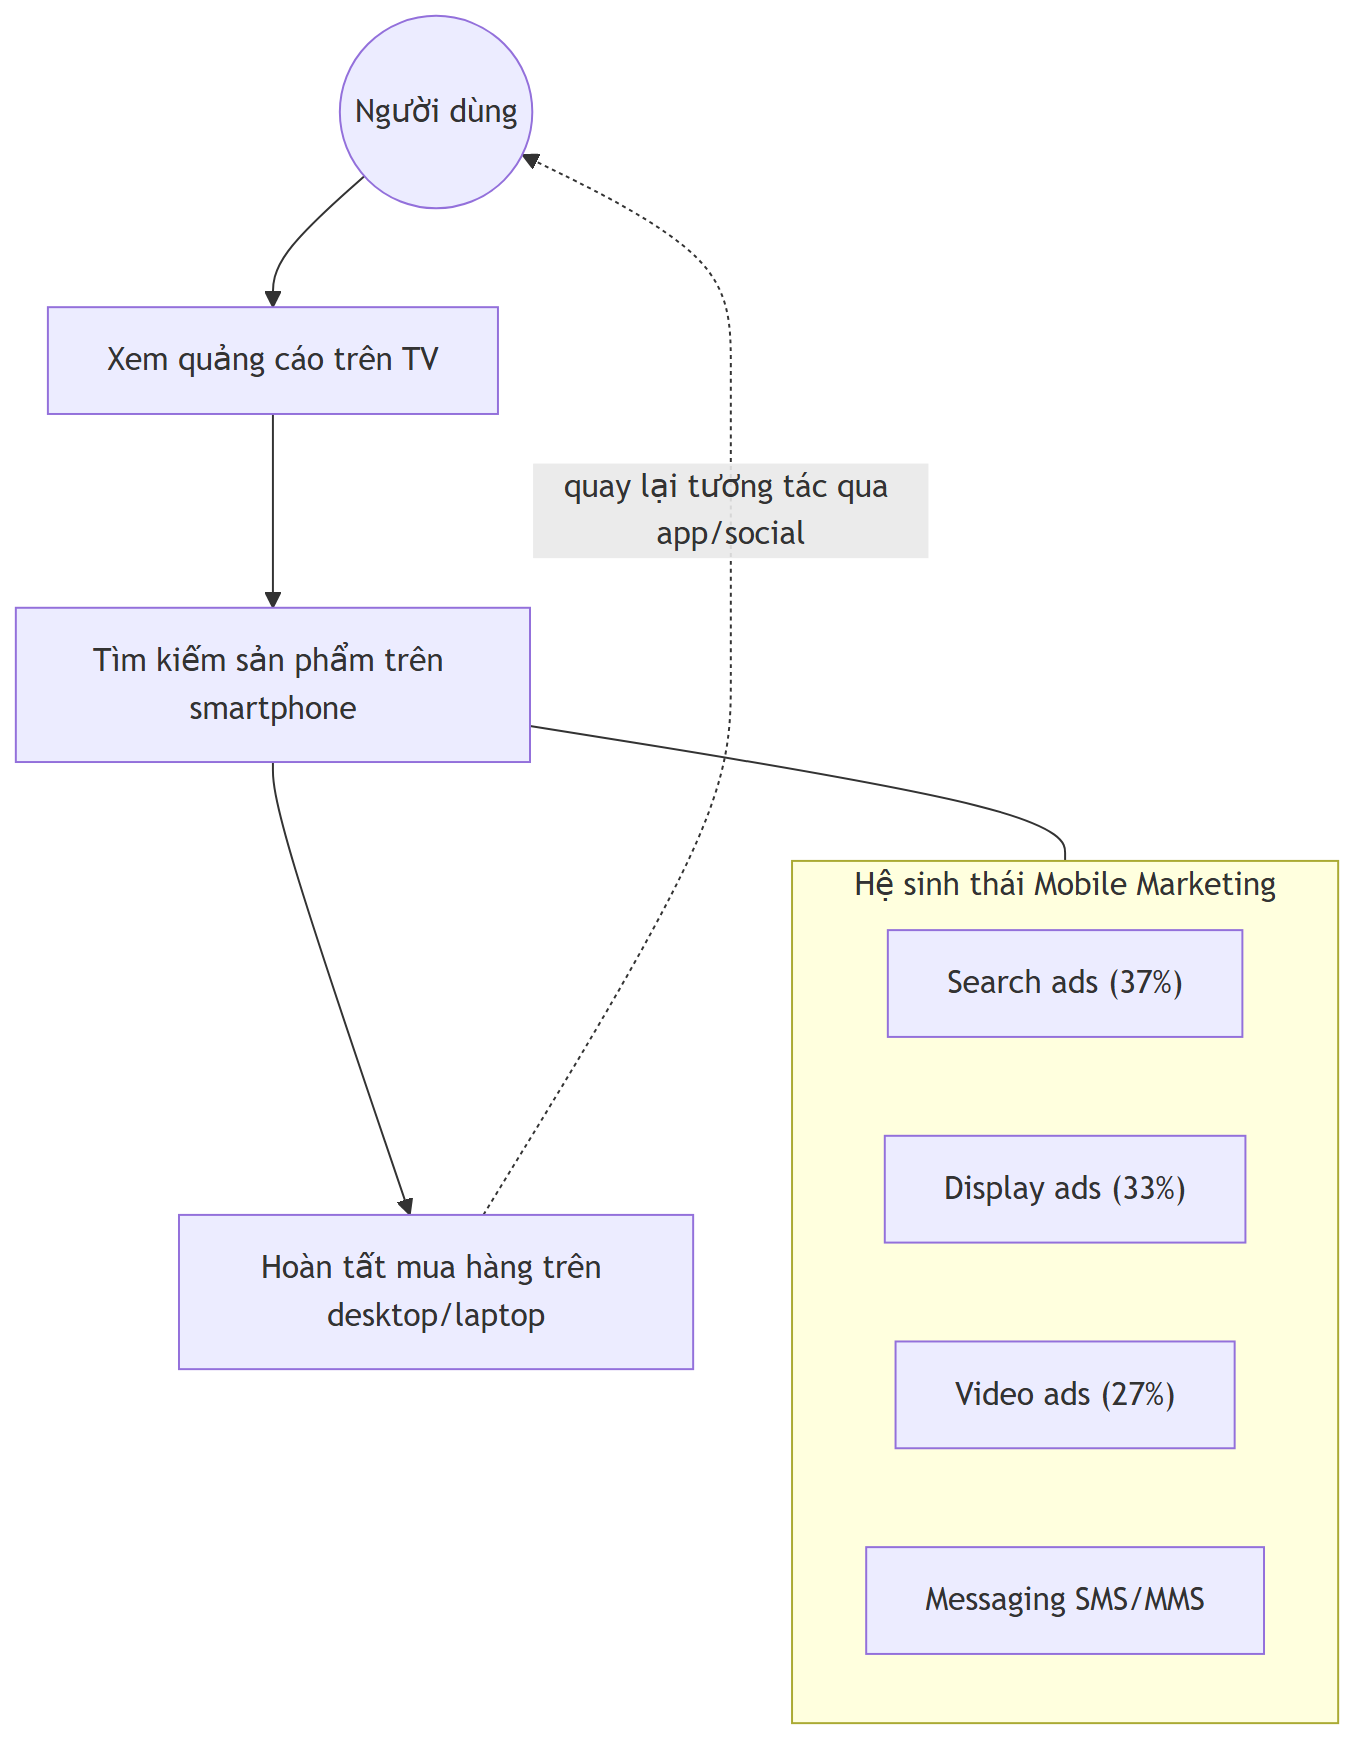 Người dùng
Xem quảng cáo trên TV
quay lại tương tác qua
app/social
Tìm kiếm sản phẩm trên
smartphone
Hệ sinh thái Mobile Marketing
Search ads (37%)
Display ads (33%)
Hoàn tất mua hàng trên
desktop/laptop
Video ads (27%)
Messaging SMS/MMS